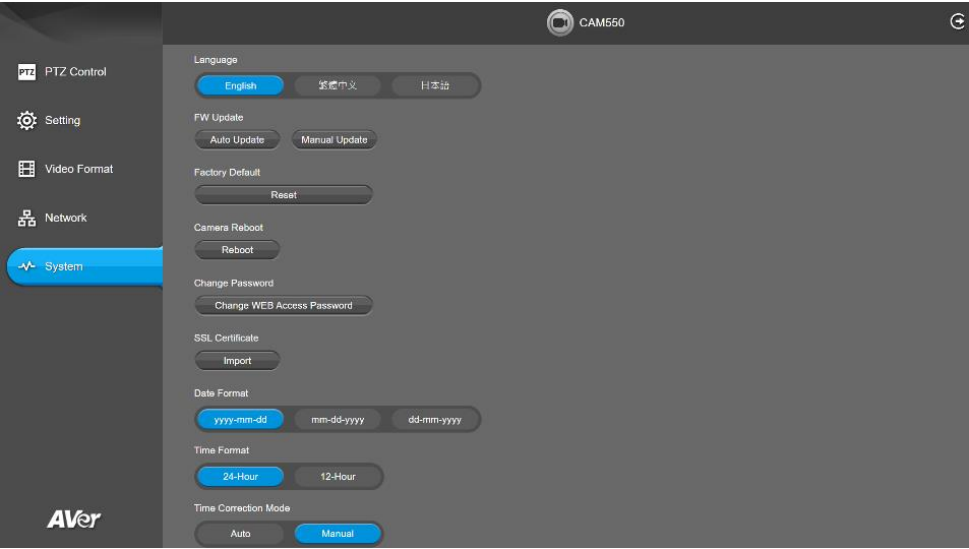 CAM550
PTZ PTZ Control
Setting
Video Format
Network
System
AVer
Language
English 繁體中文 日本語
FW Update
Auto Update Manual Update
Factory Default
Reset
Camera Reboot
Reboot
Change Password
Change WEB Access Password
SSL Certificate
Import
Date Format
yyyy-mm-dd mm-dd-yyyy dd-mm-yyyy
Time Format
24-Hour 12-Hour
Time Correction Mode
Auto Manual